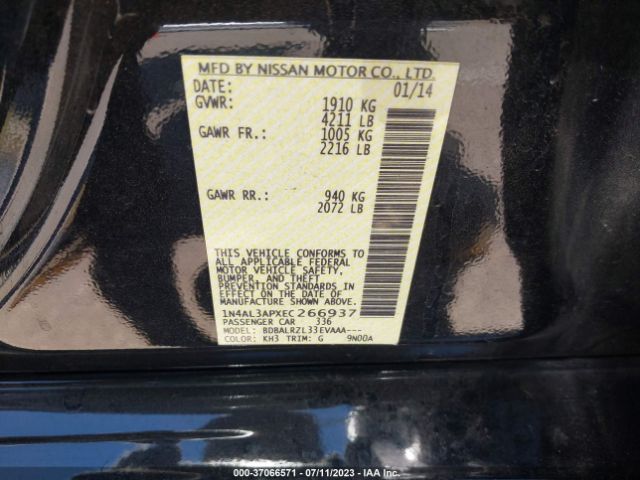 MFD BY NISSAN MOTOR CO., LTD.
DATE: 01/14
GVWR: 1910 KG
4211 LB
GAWR FR.: 1005 KG
2216 LB
GAWR RR.: 940 KG
2072 LB
THIS VEHICLE CONFORMS TO
ALL APPLICABLE FEDERAL
MOTOR VEHICLE SAFETY,
BUMPER, AND THEFT
PREVENTION STANDARDS IN
EFFECT ON THE DATE OF
MANUFACTURE SHOWN ABOVE.
1N4AL3APXEC266937
PASSENGER CAR 336
MODEL: BDBALRZL33EVAAA---
COLOR: KH3 TRIM: G 9N00A
000-37066571 - 07/11/2023 - IAA Inc.